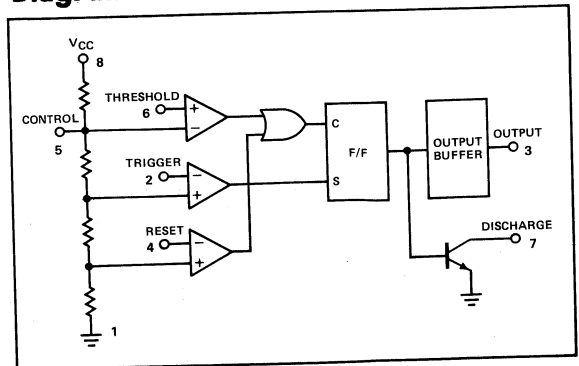 VCC
8
THRESHOLD
6
+
-
CONTROL
5
C
F/F
S
OUTPUT
BUFFER
OUTPUT
3
TRIGGER
2
-
+
RESET
4
-
+
DISCHARGE
7
1